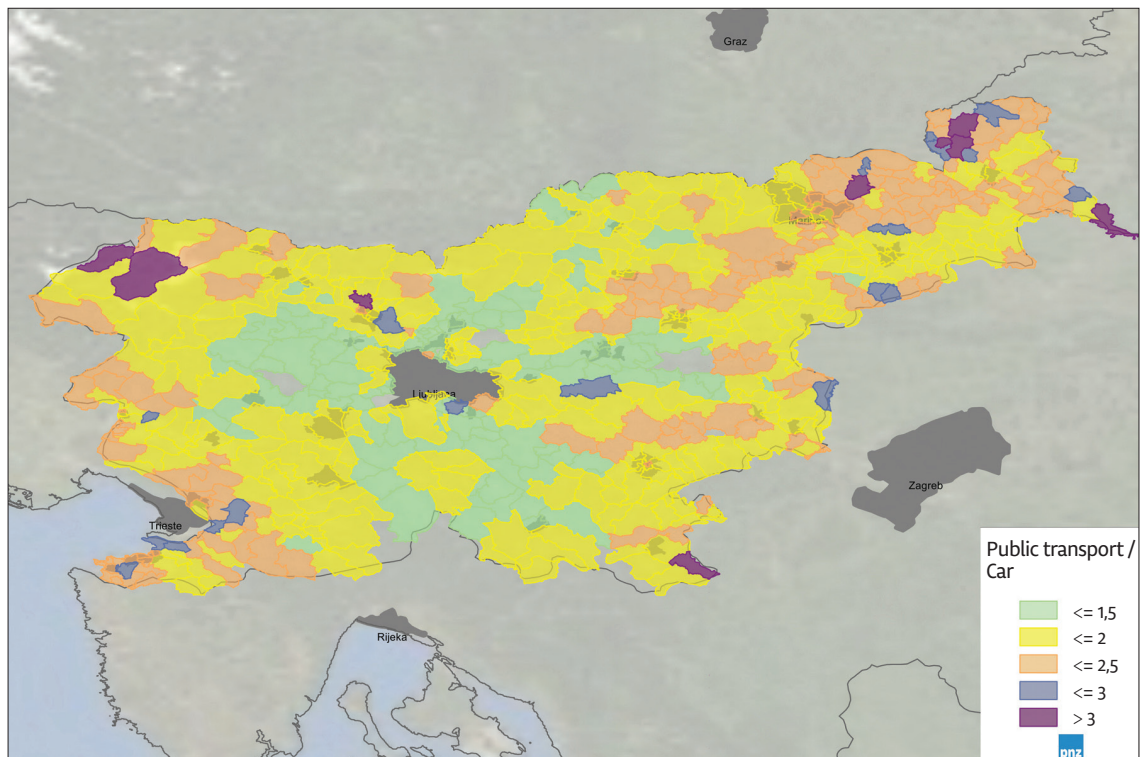 Graz
Maribor
Ljubljana
Zagreb
Trieste
Rijeka
Public transport /
Car
<= 1,5
<= 2
<= 2,5
<= 3
> 3
pnz